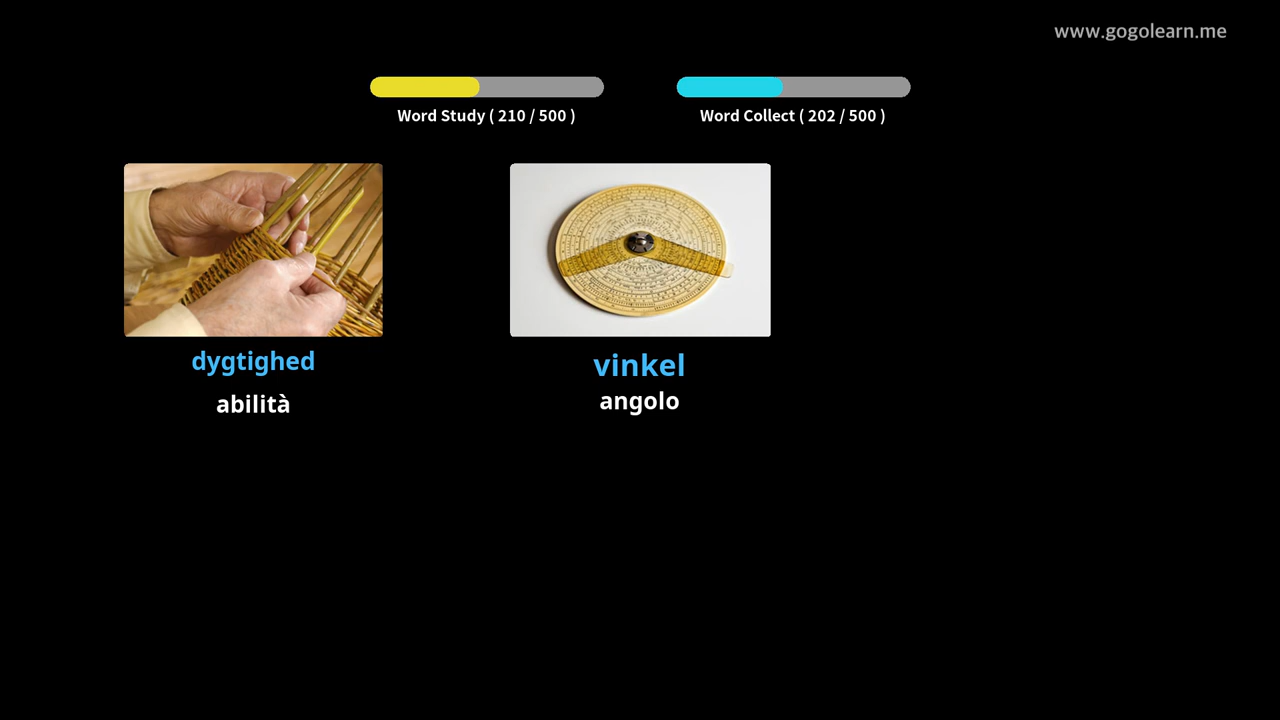 www.gogolearn.me
Word Study ( 210 / 500 )
Word Collect ( 202 / 500 )
dygtighed
abilità
vinkel
angolo